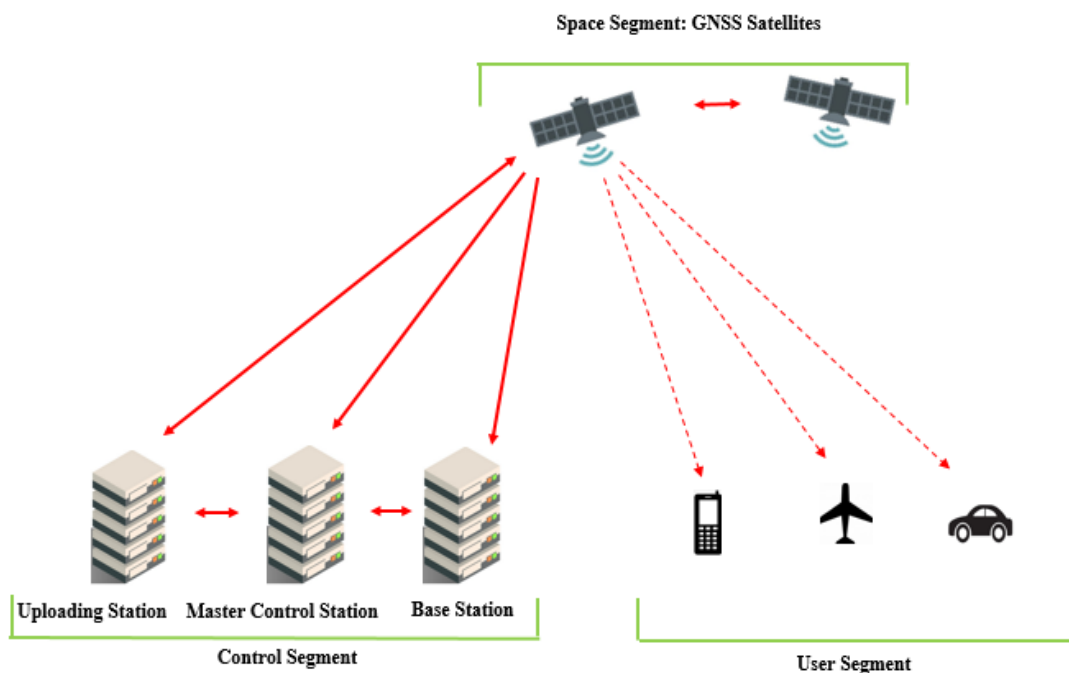 Space Segment: GNSS Satellites
Uploading Station
Master Control Station
Base Station
Control Segment
User Segment